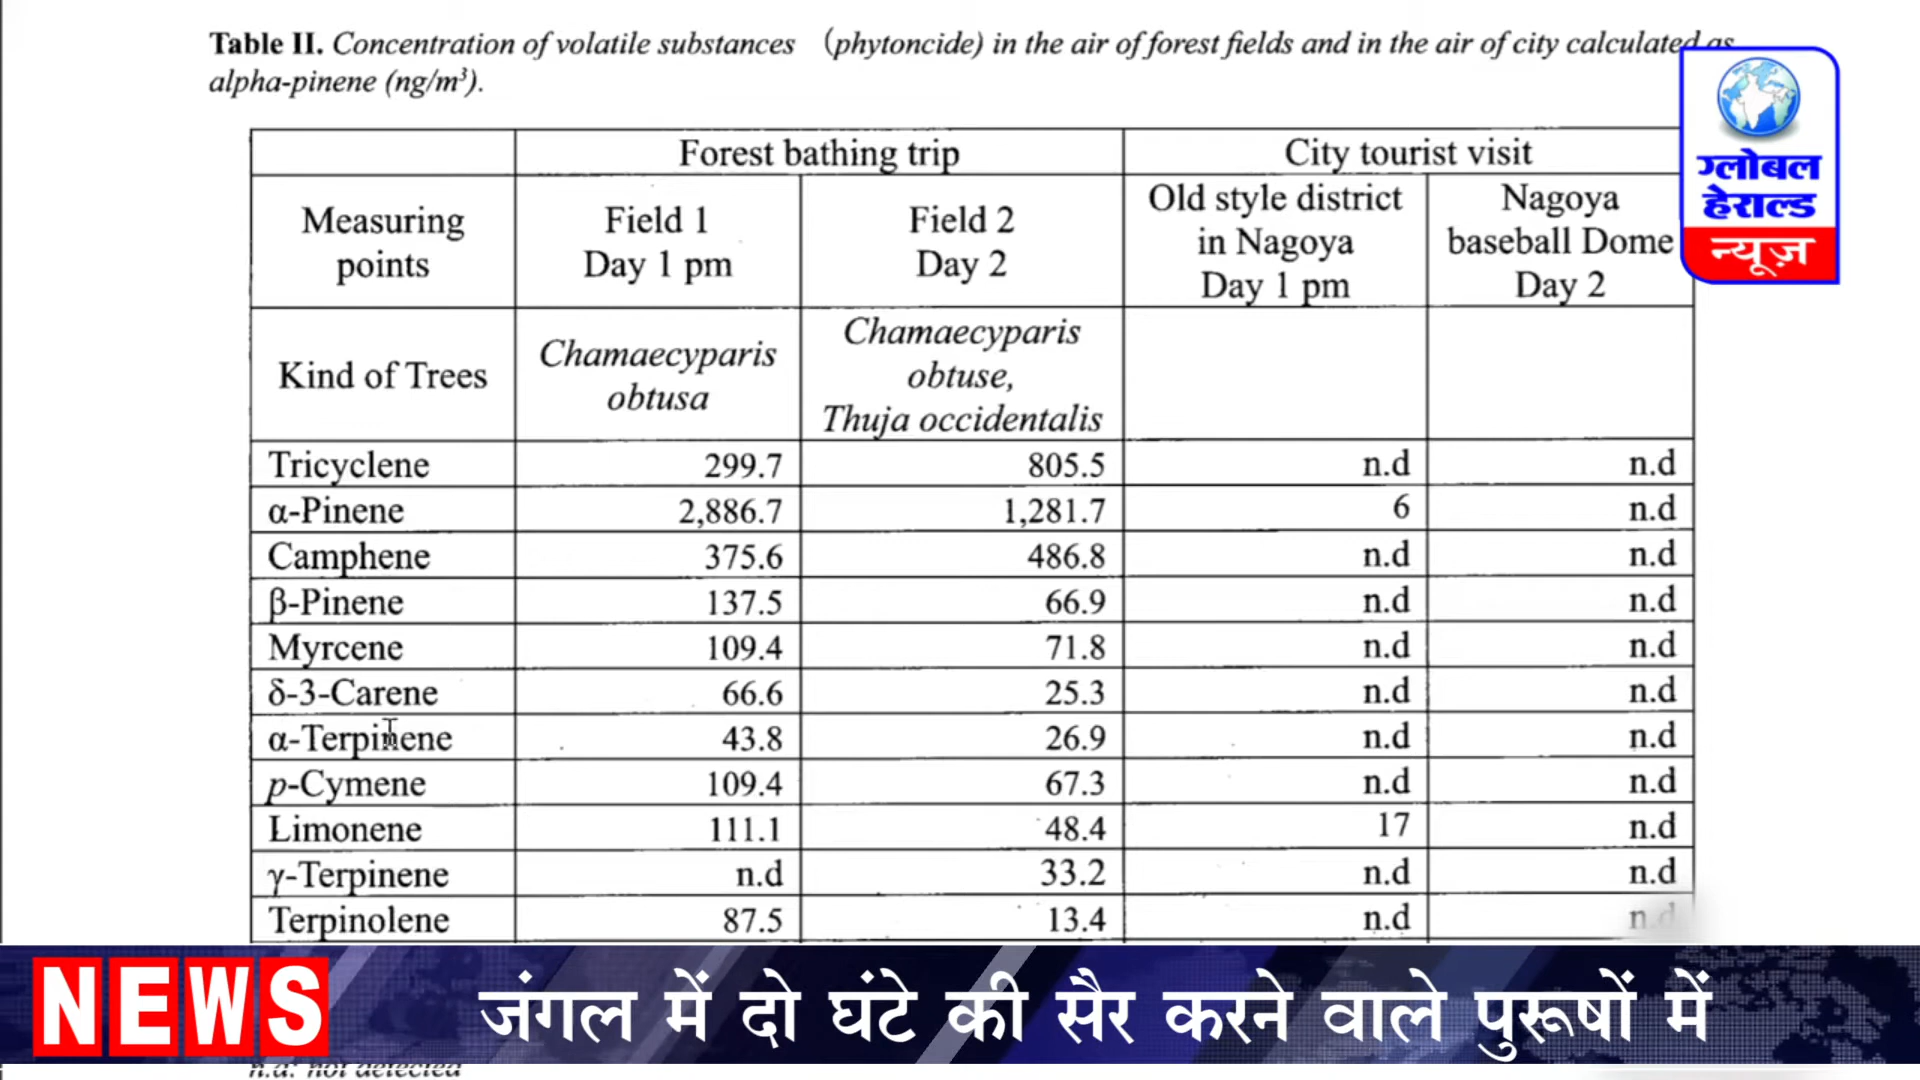 Table II. Concentration of volatile substances (phytoncide) in the air of forest fields and in the air of city calculated as
alpha-pinene (ng/m³).
Forest bathing trip City tourist visit
Measuring points Field 1 Day 1 pm Field 2 Day 2 Old style district in Nagoya Day 1 pm Nagoya baseball Dome Day 2
Kind of Trees Chamaecyparis obtusa Chamaecyparis obtuse, Thuja occidentalis
Tricyclene 299.7 805.5 n.d n.d
α-Pinene 2,886.7 1,281.7 6 n.d
Camphene 375.6 486.8 n.d n.d
β-Pinene 137.5 66.9 n.d n.d
Myrcene 109.4 71.8 n.d n.d
δ-3-Carene 66.6 25.3 n.d n.d
α-Terpinene 43.8 26.9 n.d n.d
p-Cymene 109.4 67.3 n.d n.d
Limonene 111.1 48.4 17 n.d
γ-Terpinene n.d 33.2 n.d n.d
Terpinolene 87.5 13.4 n.d n.d
n.d: not detected
ग्लोबल
हेराल्ड
न्यूज़
NEWS जंगल में दो घंटे की सैर करने वाले पुरूषों में